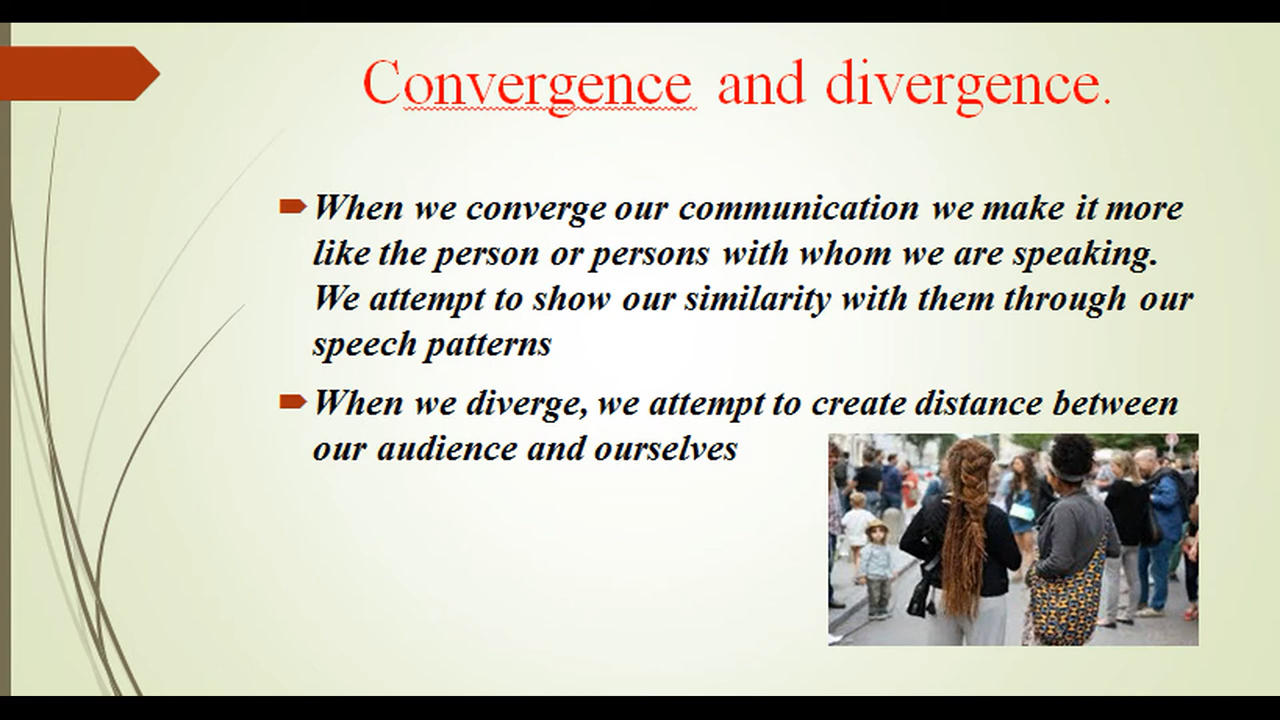 Convergence and divergence.
When we converge our communication we make it more
like the person or persons with whom we are speaking.
We attempt to show our similarity with them through our
speech patterns
When we diverge, we attempt to create distance between
our audience and ourselves